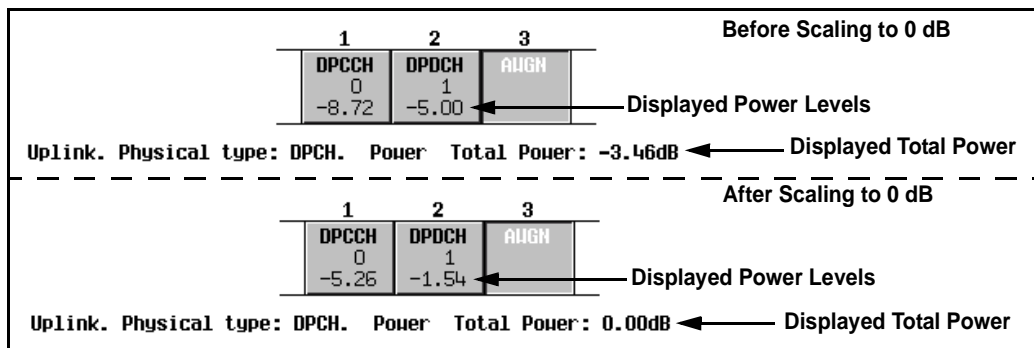 Before Scaling to 0 dB
1 2 3
DPCCH DPDCH AWGN
0 1
-8.72 -5.00 Displayed Power Levels
Uplink. Physical type: DPCH. Power Total Power: -3.46dB Displayed Total Power
After Scaling to 0 dB
1 2 3
DPCCH DPDCH AWGN
0 1
-5.26 -1.54 Displayed Power Levels
Uplink. Physical type: DPCH. Power Total Power: 0.00dB Displayed Total Power